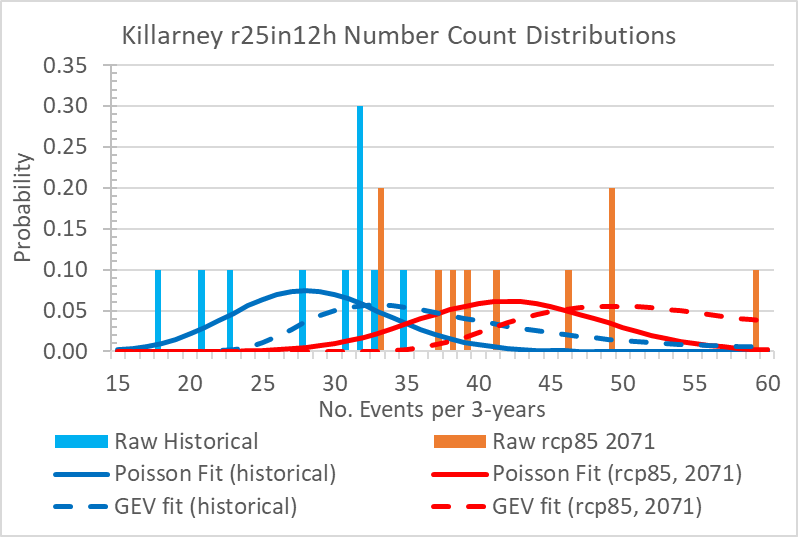 Killarney r25in12h Number Count Distributions
0.35
0.30
0.25
0.20
0.15
0.10
0.05
0.00
Probability
15 20 25 30 35 40 45 50 55 60
No. Events per 3-years
Raw Historical Raw rcp85 2071
Poisson Fit (historical) Poisson Fit (rcp85, 2071)
GEV fit (historical) GEV fit (rcp85, 2071)